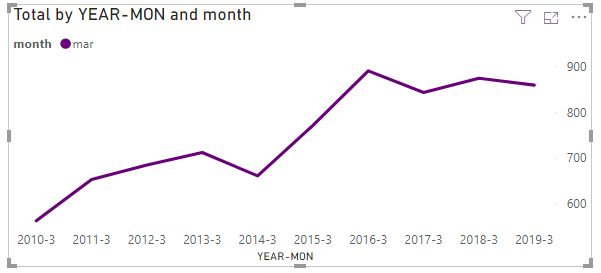 Total by YEAR-MON and month
month mar
900
800
700
600
2010-3 2011-3 2012-3 2013-3 2014-3 2015-3 2016-3 2017-3 2018-3 2019-3
YEAR-MON